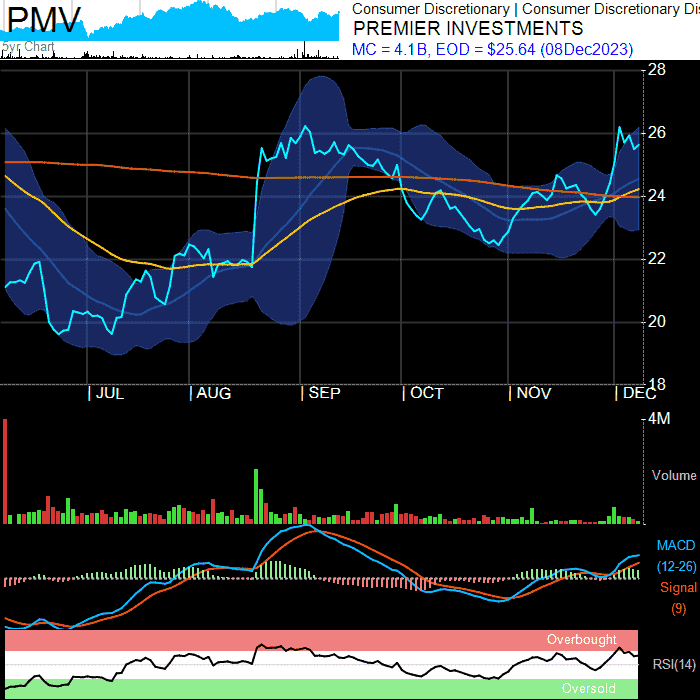 PMV
5yr Chart
Consumer Discretionary | Consumer Discretionary Dis
PREMIER INVESTMENTS
MC = 4.1B, EOD = $25.64 (08Dec2023)
28
26
24
22
20
18
| JUL | AUG | SEP | OCT | NOV | DEC
4M
Volume
MACD
(12-26)
Signal
(9)
Overbought
RSI(14)
Oversold